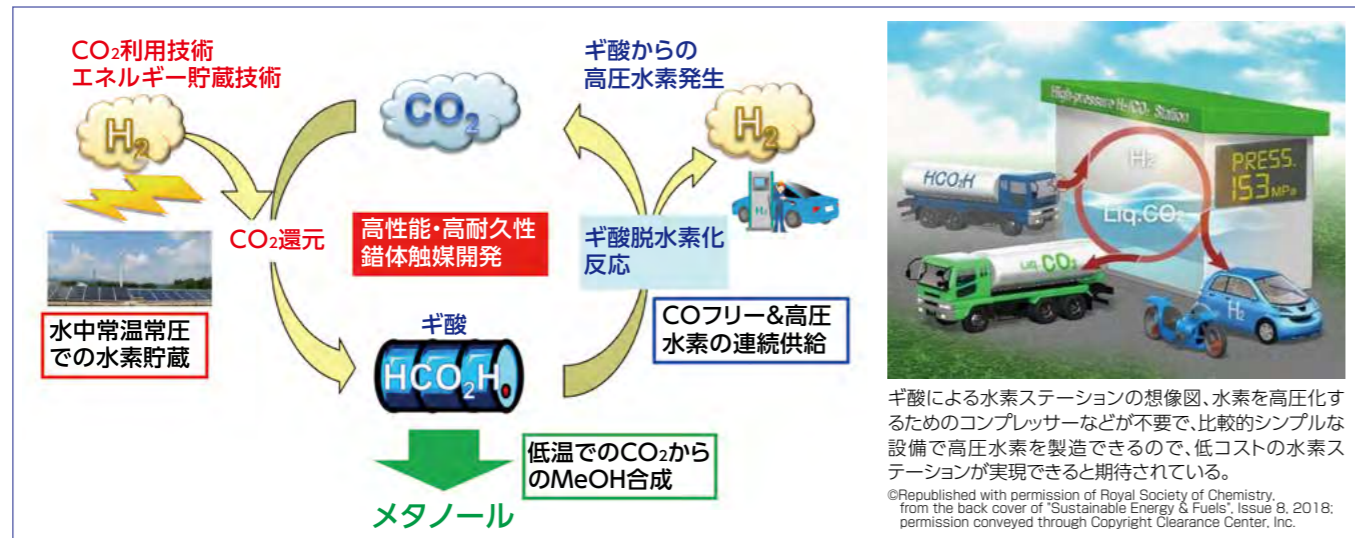 CO₂利用技術
エネルギー貯蔵技術
H₂
CO₂
ギ酸からの
高圧水素発生
H₂
H₂
CO₂還元
高性能・高耐久性
錯体触媒開発
ギ酸脱水素化
反応
水中常温常圧
での水素貯蔵
ギ酸
HCO₂H
COフリー&高圧
水素の連続供給
低温でのCO₂から
のMeOH合成
メタノール
High-pressure H₂/CO₂ Station
H₂
PRESS.
153MPa
HCO₂H
Liq.CO₂
Liq.CO₂
H₂
ギ酸による水素ステーションの想像図、水素を高圧化す
るためのコンプレッサーなどが不要で、比較的シンプルな
設備で高圧水素を製造できるので、低コストの水素ス
テーションが実現できると期待されている。
©Republished with permission of Royal Society of Chemistry,
from the back cover of "Sustainable Energy & Fuels", Issue 8, 2018;
permission conveyed through Copyright Clearance Center, Inc.